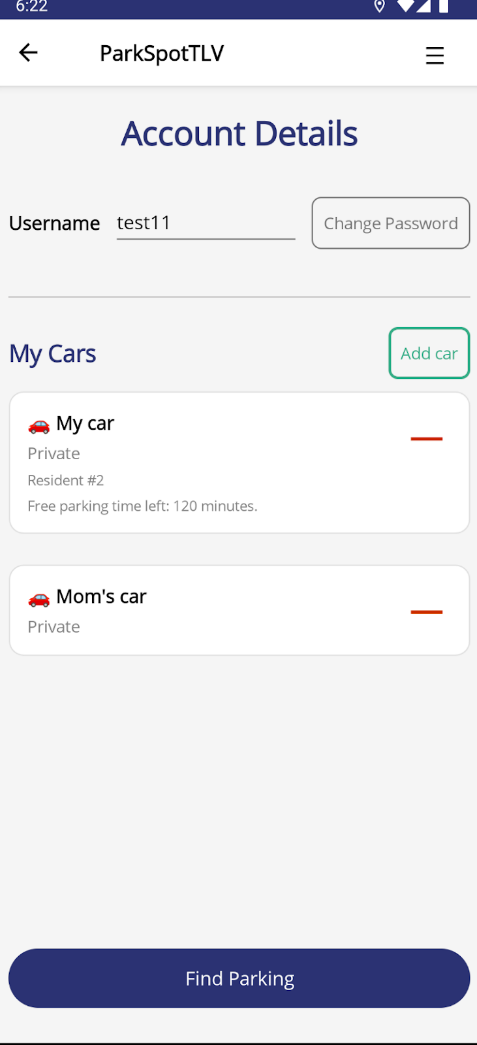 6:22
ParkSpotTLV
Account Details
Username test11 Change Password
My Cars Add car
My car
Private
Resident #2
Free parking time left: 120 minutes.
Mom's car
Private
Find Parking